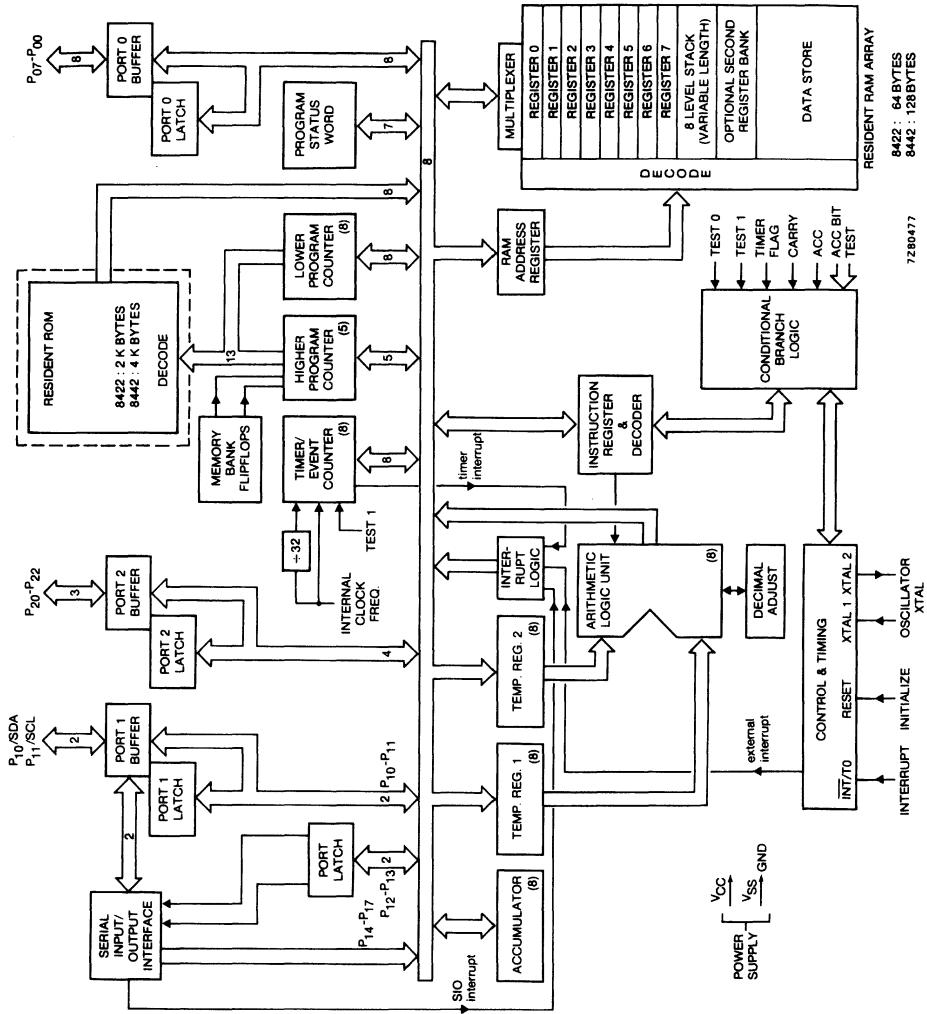 P10/SDA
P11/SCL
2
PORT 1
BUFFER
PORT 1
LATCH
2
SERIAL
INPUT/
OUTPUT
INTERFACE
PORT LATCH
2
P12-P13
P14-P17
2
P10-P11
SIO
interrupt
P20-P22
3
PORT 2
BUFFER
PORT 2
LATCH
4
RESIDENT ROM
8422 : 2 K BYTES
8442 : 4 K BYTES
DECODE
13
MEMORY
BANK
FLIPFLOPS
÷32
INTERNAL
CLOCK
FREQ.
TEST 1
TIMER/
EVENT
COUNTER
(8)
8
HIGHER
PROGRAM
COUNTER
(5)
5
LOWER
PROGRAM
COUNTER
(8)
8
8
PROGRAM
STATUS
WORD
7
P07-P00
8
PORT 0
BUFFER
PORT 0
LATCH
8
8
ACCUMULATOR
(8)
TEMP. REG. 1
(8)
TEMP. REG. 2
(8)
INTER-
RUPT
LOGIC
timer
interrupt
external
interrupt
ARITHMETIC
LOGIC UNIT
(8)
DECIMAL
ADJUST
INSTRUCTION
REGISTER
&
DECODER
RAM
ADDRESS
REGISTER
MULTIPLEXER
REGISTER 0
REGISTER 1
REGISTER 2
REGISTER 3
REGISTER 4
REGISTER 5
REGISTER 6
REGISTER 7
8 LEVEL STACK
(VARIABLE LENGTH)
OPTIONAL SECOND
REGISTER BANK
DATA STORE
DECODE
RESIDENT RAM ARRAY
8422 : 64 BYTES
8442 : 128 BYTES
CONDITIONAL
BRANCH
LOGIC
TEST 0
TEST 1
TIMER
FLAG
CARRY
ACC
ACC BIT
TEST
CONTROL & TIMING
INT/T0
RESET
XTAL 1
XTAL 2
INTERRUPT
INITIALIZE
OSCILLATOR
XTAL
POWER
SUPPLY
VCC
VSS
GND
7Z80477